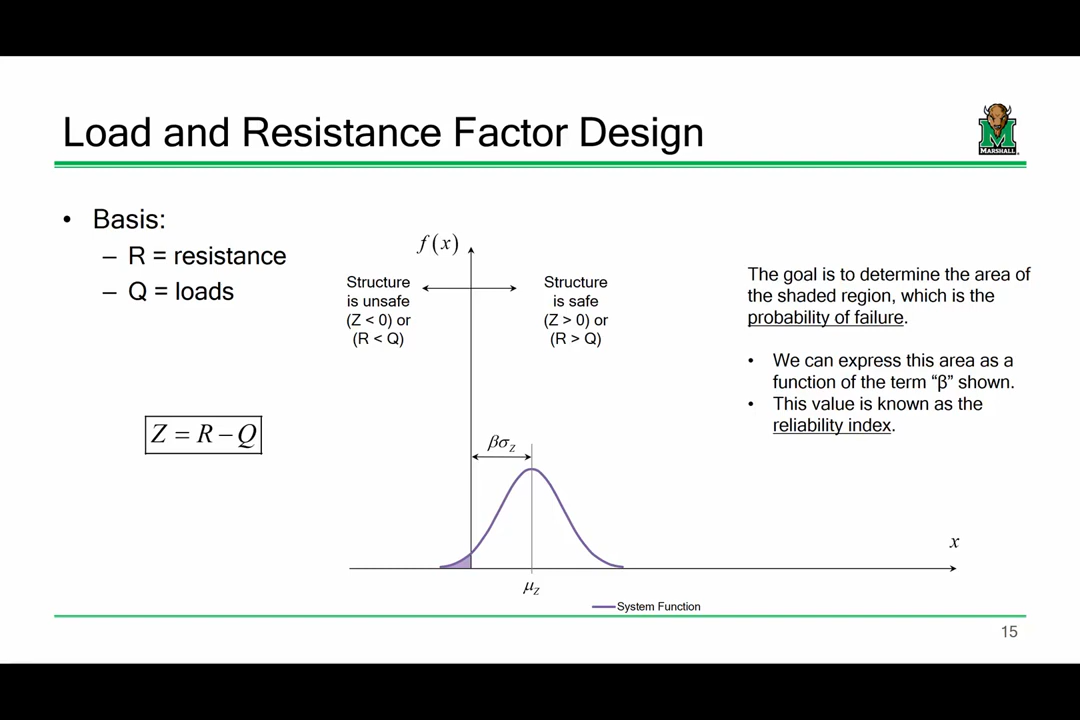 Load and Resistance Factor Design
MARSHALL
• Basis:
– R = resistance
– Q = loads
Z = R − Q
f(x)
Structure
is unsafe
(Z < 0) or
(R < Q)
Structure
is safe
(Z > 0) or
(R > Q)
βσ_Z
x
μ_Z
System Function
The goal is to determine the area of
the shaded region, which is the
probability of failure.
• We can express this area as a
function of the term “β” shown.
• This value is known as the
reliability index.
15